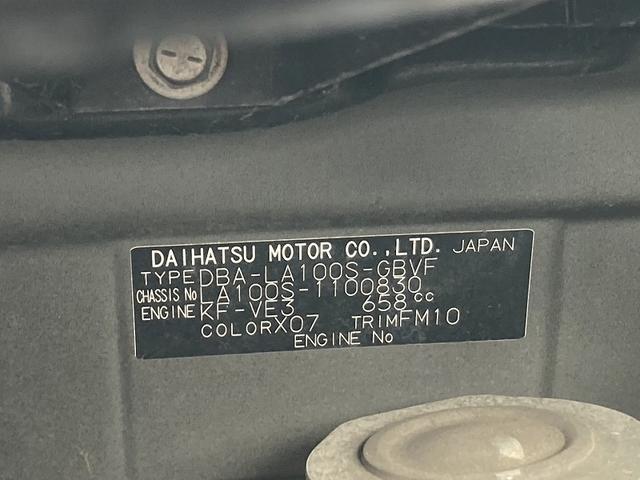 DAIHATSU MOTOR CO.,LTD. JAPAN
TYPE DBA-LA100S-GBVF
CHASSIS No LA100S-1100830
ENGINE KF-VE3 658cc
COLOR X07 TRIM FM10
ENGINE No